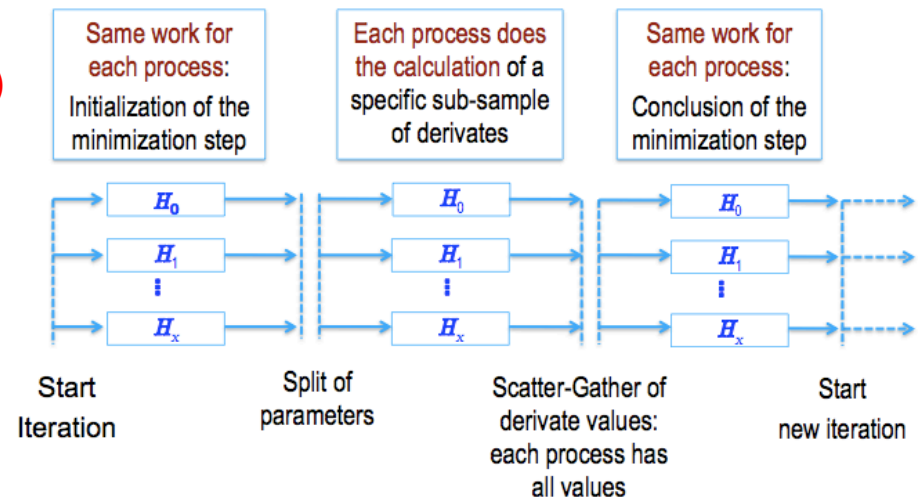 Same work for
each process:
Initialization of the
minimization step
Each process does
the calculation of a
specific sub-sample
of derivates
Same work for
each process:
Conclusion of the
minimization step
H0
H0
H0
H1
H1
H1
Hx
Hx
Hx
Start
Iteration
Split of
parameters
Scatter-Gather of
derivate values:
each process has
all values
Start
new iteration